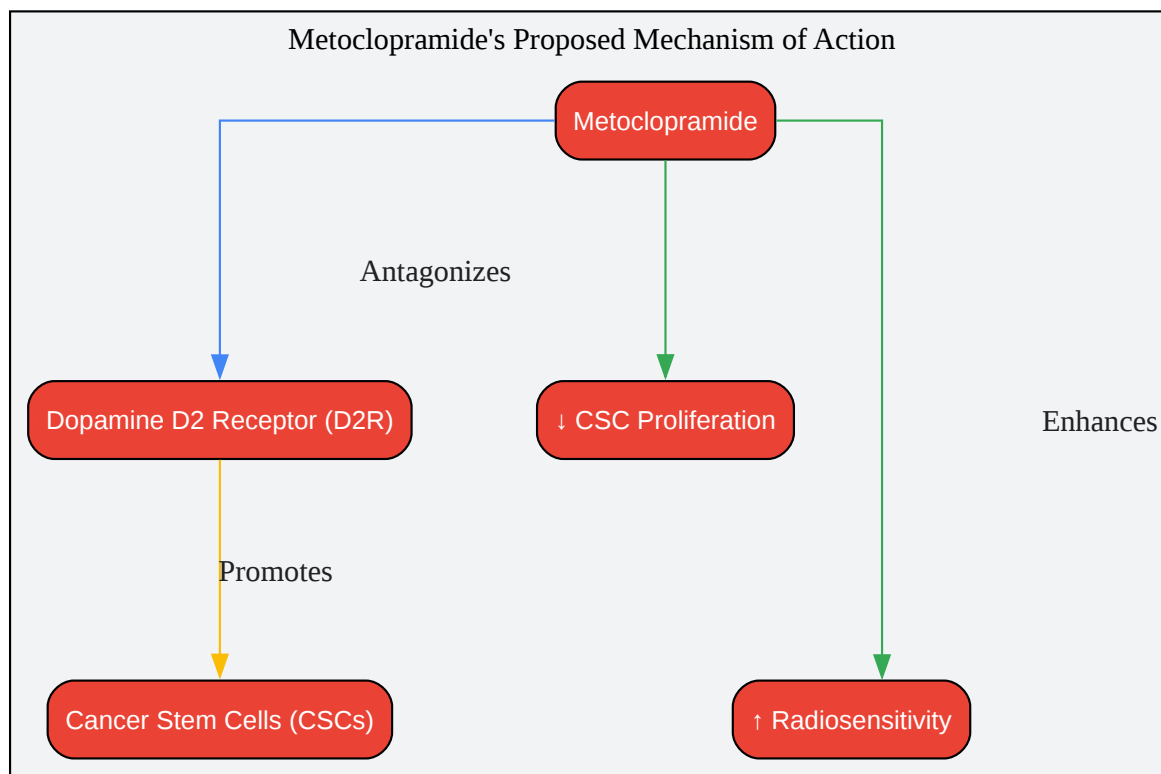 Metoclopramide's Proposed Mechanism of Action
Metoclopramide
Antagonizes
Dopamine D2 Receptor (D2R)
↓ CSC Proliferation
Enhances
Promotes
Cancer Stem Cells (CSCs)
↑ Radiosensitivity